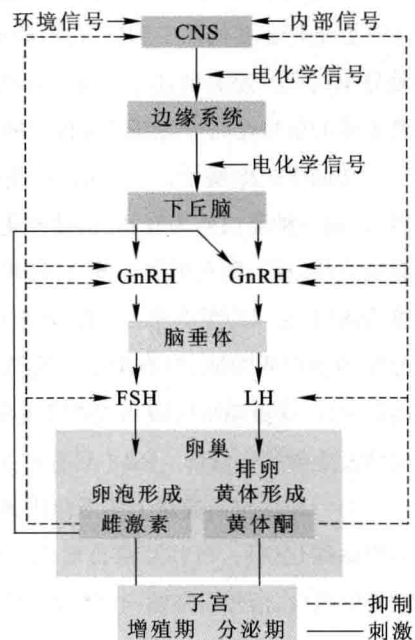 环境信号 CNS 内部信号
电化学信号
边缘系统
电化学信号
下丘脑
GnRH GnRH
脑垂体
FSH LH
卵巢
排卵
卵泡形成 黄体形成
雌激素 黄体酮
子宫
增殖期 分泌期
抑制
刺激